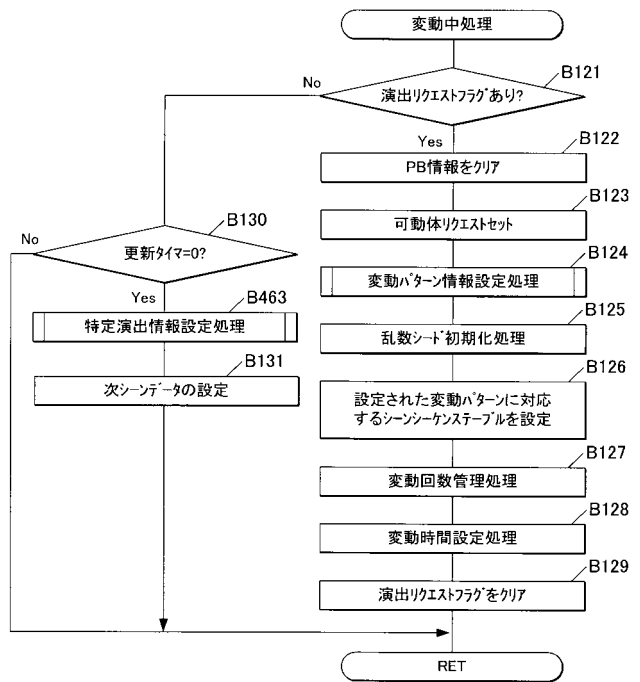 変動中処理
B121
演出リクエストフラグあり?
No
Yes
B122
PB情報をクリア
B123
可動体リクエストセット
B124
変動パターン情報設定処理
B125
乱数シード初期化処理
B126
設定された変動パターンに対応
するシーンシーケンステーブルを設定
B127
変動回数管理処理
B128
変動時間設定処理
B129
演出リクエストフラグをクリア
B130
No
更新タイマ=0?
Yes
B463
特定演出情報設定処理
B131
次シーンデータの設定
RET